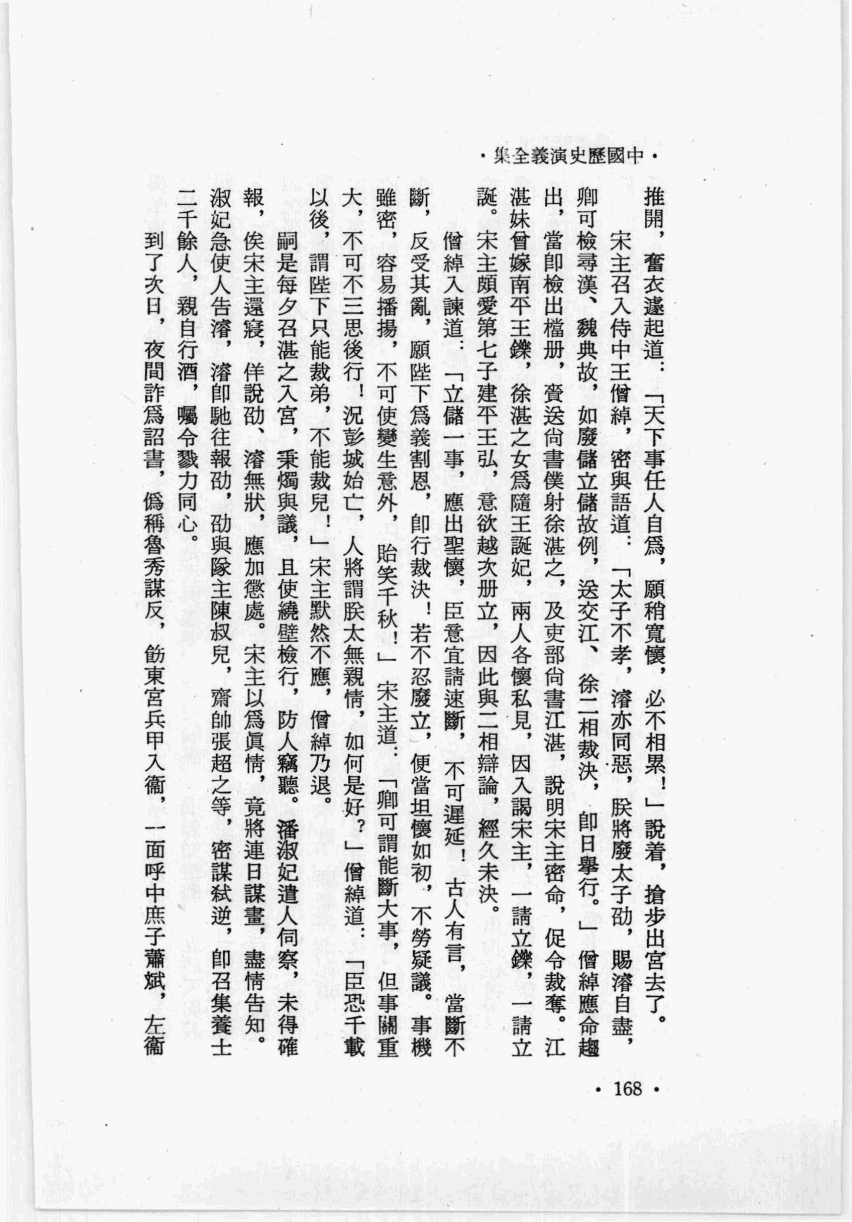 ·中國歷史演義全集·
推開，奮衣遽起道：「天下事任人自爲，願稍寬懷，必不相累！」說着，搶步出宮去了。
宋主召入侍中王僧綽，密與語道：「太子不孝，濬亦同惡，朕將廢太子劭，賜濬自盡，
卿可檢尋漢、魏典故，如廢儲立儲故例，送交江、徐二相裁決，卽日舉行。」僧綽應命趨
出，當卽檢出檔册，賫送尙書僕射徐湛之，及吏部尙書江湛，說明宋主密命，促令裁奪。江
湛妹曾嫁南平王鑠，徐湛之女爲隨王誕妃，兩人各懷私見，因入謁宋主，一請立鑠，一請立
誕。宋主頗愛第七子建平王弘，意欲越次册立，因此與二相辯論，經久未決。
僧綽入諫道：「立儲一事，應出聖懷，臣意宜請速斷，不可遲延！古人有言，當斷不
斷，反受其亂，願陛下爲義割恩，卽行裁決！若不忍廢立，便當坦懷如初，不勞疑議。事機
雖密，容易播揚，不可使變生意外，貽笑千秋！」宋主道：「卿可謂能斷大事，但事關重
大，不可不三思後行！況彭城始亡，人將謂朕太無親情，如何是好？」僧綽道：「臣恐千載
以後，謂陛下只能裁弟，不能裁兒！」宋主默然不應，僧綽乃退。
嗣是每夕召湛之入宮，秉燭與議，且使繞壁檢行，防人竊聽。潘淑妃遣人伺察，未得確
報，俟宋主還寢，佯說劭、濬無狀，應加懲處。宋主以爲眞情，竟將連日謀畫，盡情告知。
淑妃急使人告濬，濬卽馳往報劭，劭與隊主陳叔兒，齋帥張超之等，密謀弒逆，卽召集養士
二千餘人，親自行酒，囑令戮力同心。
到了次日，夜間詐爲詔書，僞稱魯秀謀反，飭東宮兵甲入衞，一面呼中庶子蕭斌，左衞
·168·